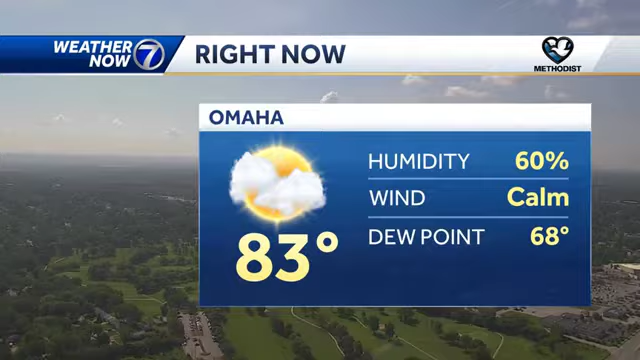 WEATHER
NOW 7
RIGHT NOW
METHODIST
OMAHA
83°
HUMIDITY 60%
WIND Calm
DEW POINT 68°